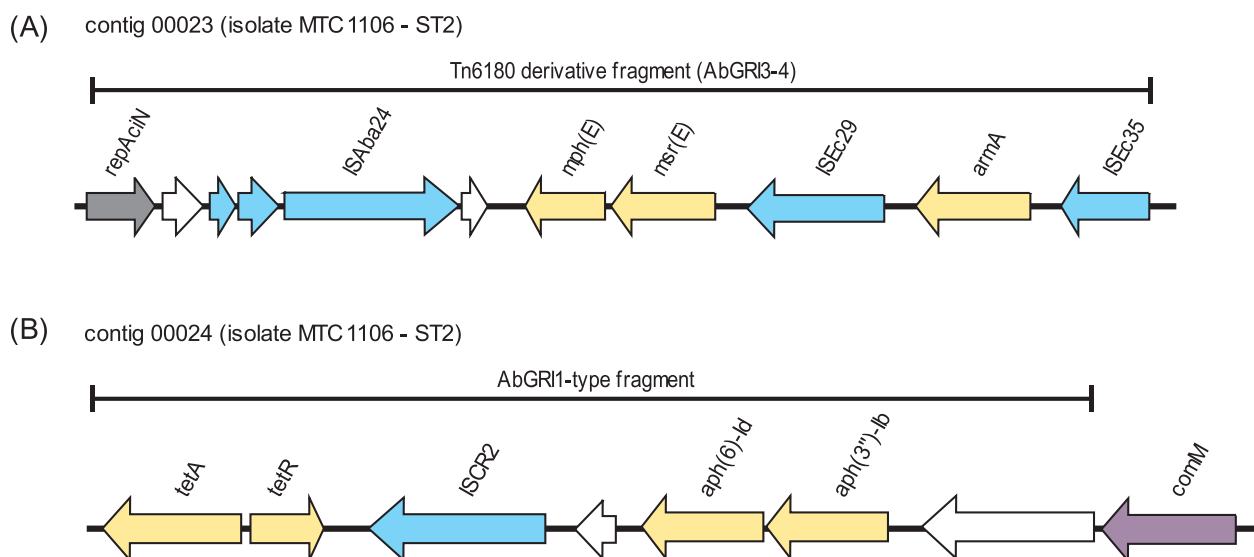 (A) contig 00023 (isolate MTC 1106 - ST2)
Tn6180 derivative fragment (AbGRI3-4)
repAciN ISAba24 mph(E) msr(E) ISEc29 armA ISEc35
(B) contig 00024 (isolate MTC 1106 - ST2)
AbGRI1-type fragment
tetA tetR ISCR2 aph(6)-Id aph(3")-Ib comM